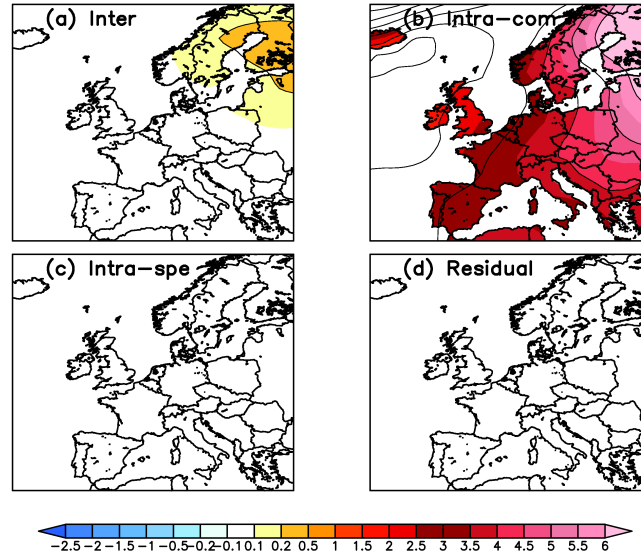 (a) Inter
(b) Intra-com
(c) Intra-spe
(d) Residual
-2.5 -2 -1.5 -1 -0.5 -0.2 -0.1 0.1 0.2 0.5 1 1.5 2 2.5 3 3.5 4 4.5 5 5.5 6